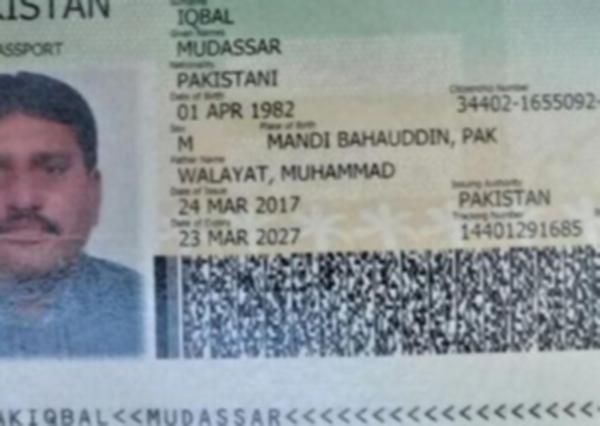 KISTAN
ASSPORT
IQBAL
Given Names
MUDASSAR
Nationality
PAKISTANI
Date of Birth
Citizenship Number
01 APR 1982
34402-1655092-
Sex
Place of Birth
M
MANDI BAHAUDDIN, PAK
Father Name
WALAYAT, MUHAMMAD
Date of Issue
Issuing Authority
24 MAR 2017
PAKISTAN
Date of Expiry
Tracking Number
23 MAR 2027
14401291685
AKIQBAL<<MUDASSAR<<<<<<<<<<<<<<<<<<